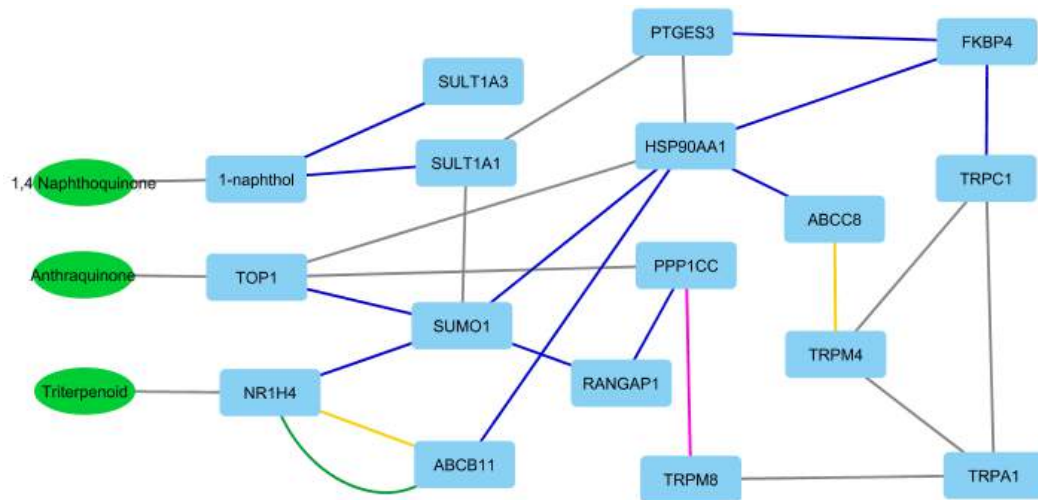 PTGES3
FKBP4
SULT1A3
HSP90AA1
SULT1A1
1,4 Naphthoquinone
1-naphthol
TRPC1
ABCC8
Anthraquinone
TOP1
PPP1CC
SUMO1
TRPM4
Triterpenoid
NR1H4
RANGAP1
ABCB11
TRPM8
TRPA1